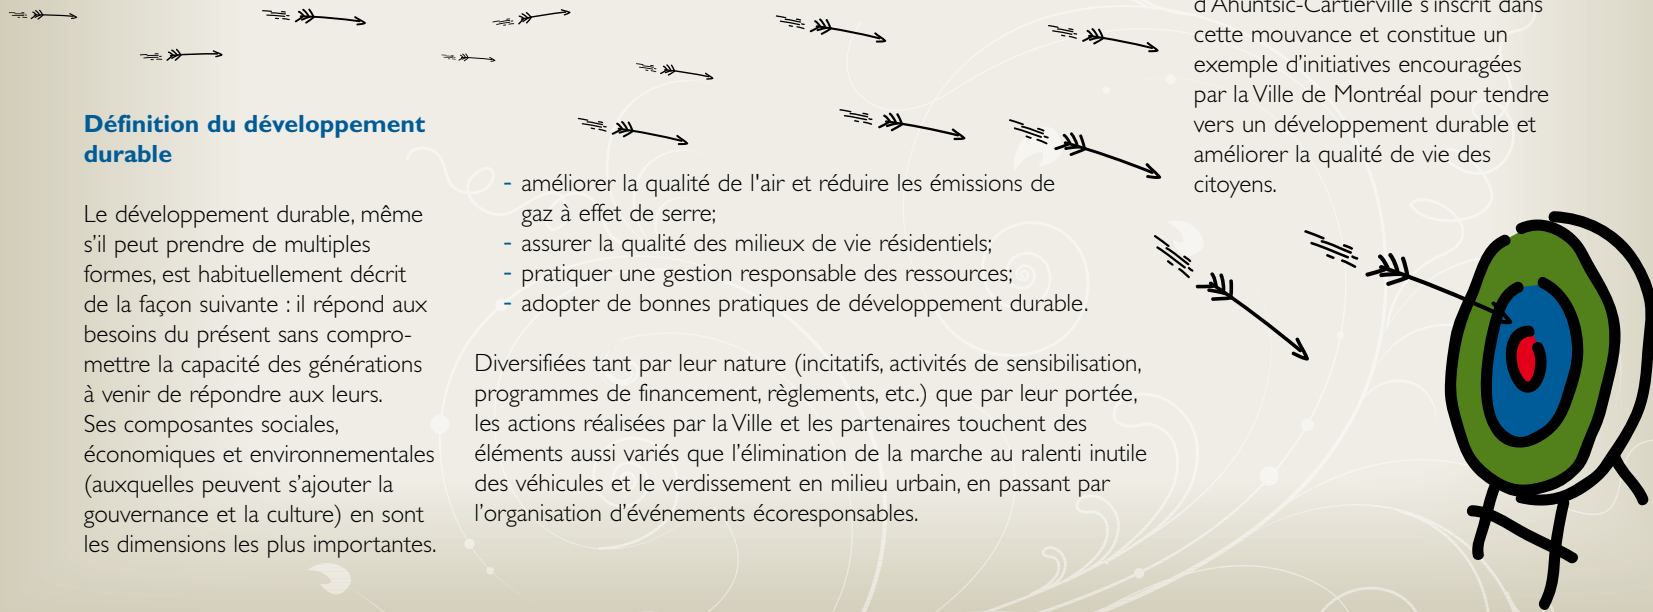 Définition du développement
durable
Le développement durable, même
s’il peut prendre de multiples
formes, est habituellement décrit
de la façon suivante : il répond aux
besoins du présent sans compro-
mettre la capacité des générations
à venir de répondre aux leurs.
Ses composantes sociales,
économiques et environnementales
(auxquelles peuvent s’ajouter la
gouvernance et la culture) en sont
les dimensions les plus importantes.
- améliorer la qualité de l'air et réduire les émissions de
gaz à effet de serre;
- assurer la qualité des milieux de vie résidentiels;
- pratiquer une gestion responsable des ressources;
- adopter de bonnes pratiques de développement durable.
Diversifiées tant par leur nature (incitatifs, activités de sensibilisation,
programmes de financement, règlements, etc.) que par leur portée,
les actions réalisées par la Ville et les partenaires touchent des
éléments aussi variés que l’élimination de la marche au ralenti inutile
des véhicules et le verdissement en milieu urbain, en passant par
l’organisation d’événements écoresponsables.
d’Ahuntsic-Cartierville s’inscrit dans
cette mouvance et constitue un
exemple d’initiatives encouragées
par la Ville de Montréal pour tendre
vers un développement durable et
améliorer la qualité de vie des
citoyens.